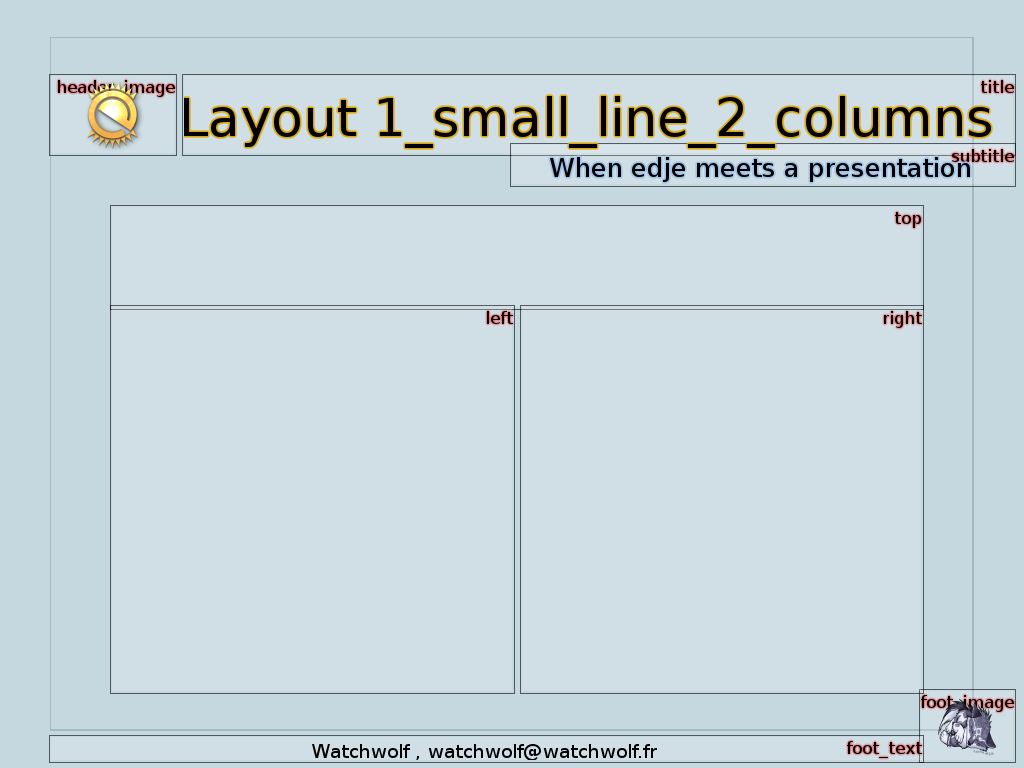 header_image
title
Layout 1_small_line_2_columns
subtitle
When edje meets a presentation
top
left
right
foot_image
foot_text
Watchwolf , watchwolf@watchwolf.fr